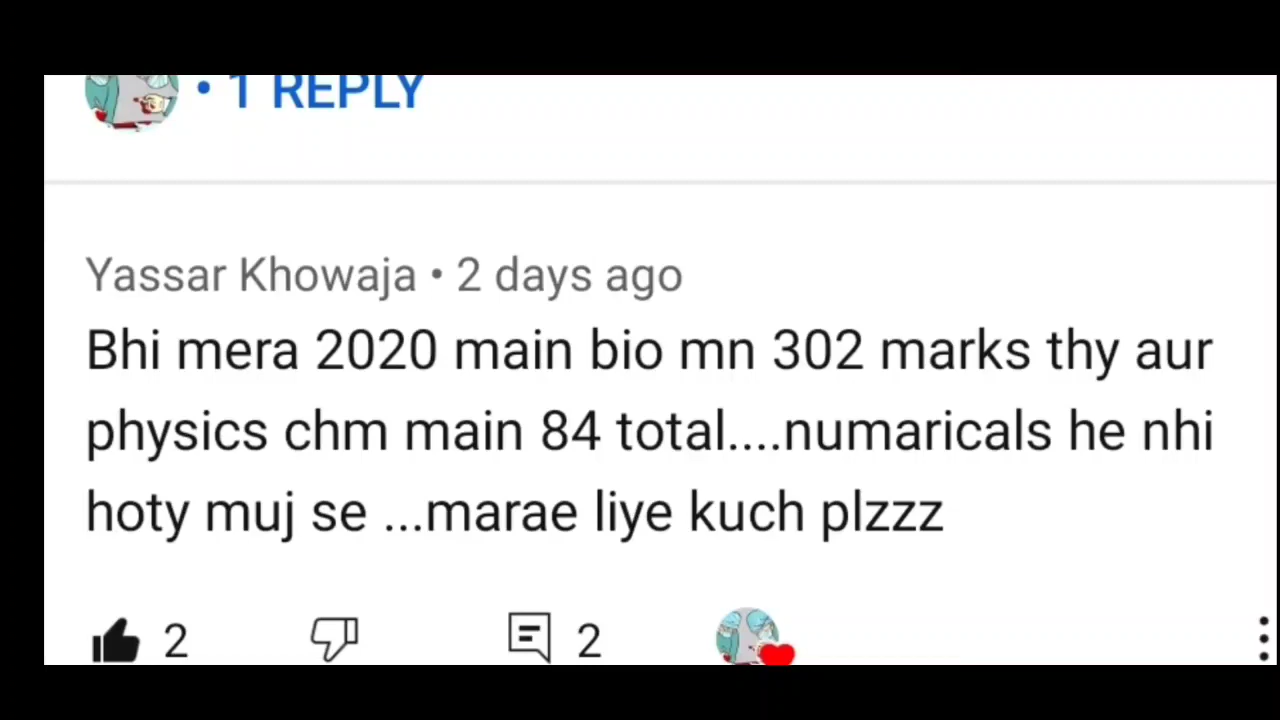 • 1 REPLY
Yassar Khowaja • 2 days ago
Bhi mera 2020 main bio mn 302 marks thy aur
physics chm main 84 total....numaricals he nhi
hoty muj se ...marae liye kuch plzzz
2 2